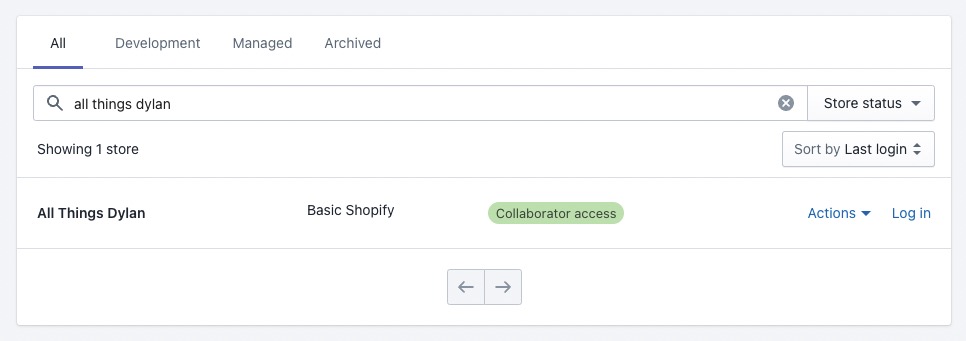 All Development Managed Archived
all things dylan Store status
Showing 1 store Sort by Last login
All Things Dylan Basic Shopify Collaborator access Actions Log in